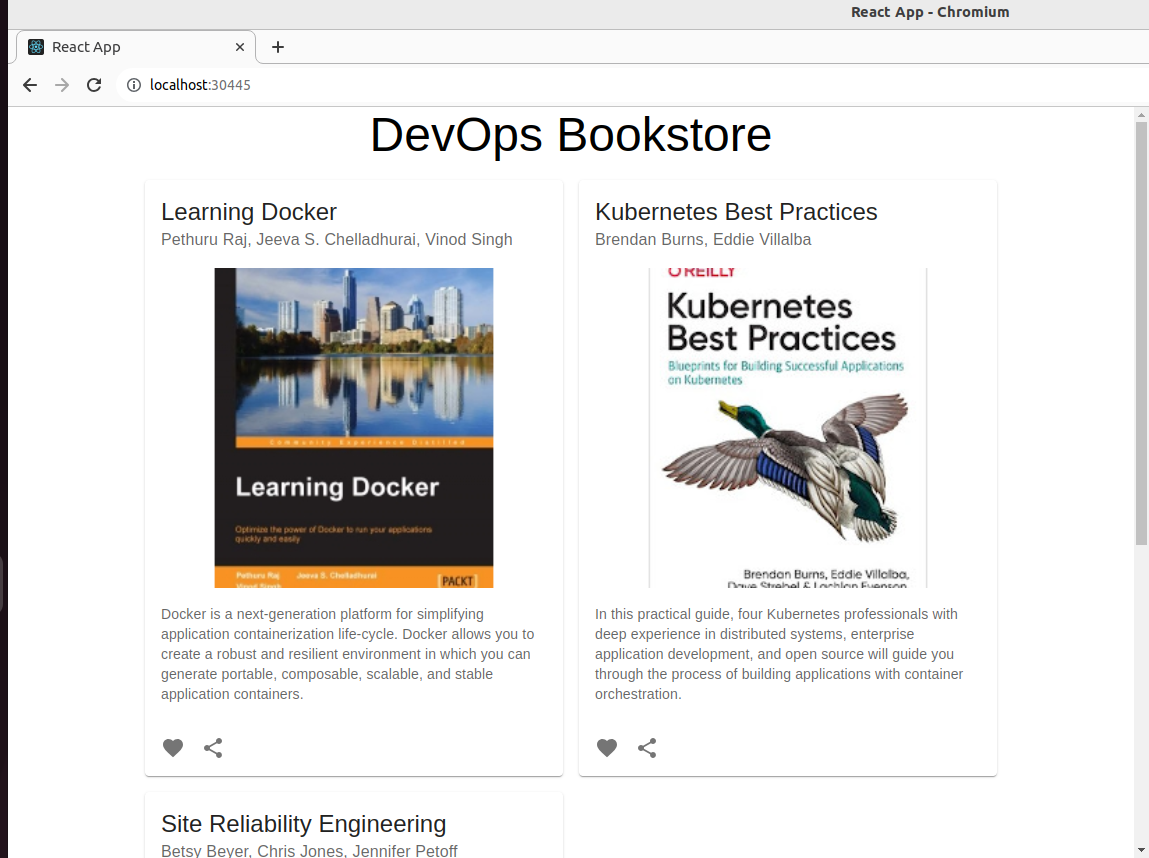 React App - Chromium
React App
localhost:30445
DevOps Bookstore
Learning Docker
Pethuru Raj, Jeeva S. Chelladhurai, Vinod Singh
Community Experience Distilled
Learning Docker
Optimize the power of Docker to run your applications
quickly and easily
Pethuru Raj Jeeva S. Chelladhurai
Vinod Singh
PACKT
Docker is a next-generation platform for simplifying
application containerization life-cycle. Docker allows you to
create a robust and resilient environment in which you can
generate portable, composable, scalable, and stable
application containers.
Kubernetes Best Practices
Brendan Burns, Eddie Villalba
O'REILLY
Kubernetes
Best Practices
Blueprints for Building Successful Applications
on Kubernetes
Brendan Burns, Eddie Villalba,
Dave Strebel & Lachlan Evenson
In this practical guide, four Kubernetes professionals with
deep experience in distributed systems, enterprise
application development, and open source will guide you
through the process of building applications with container
orchestration.
Site Reliability Engineering
Betsy Beyer, Chris Jones, Jennifer Petoff